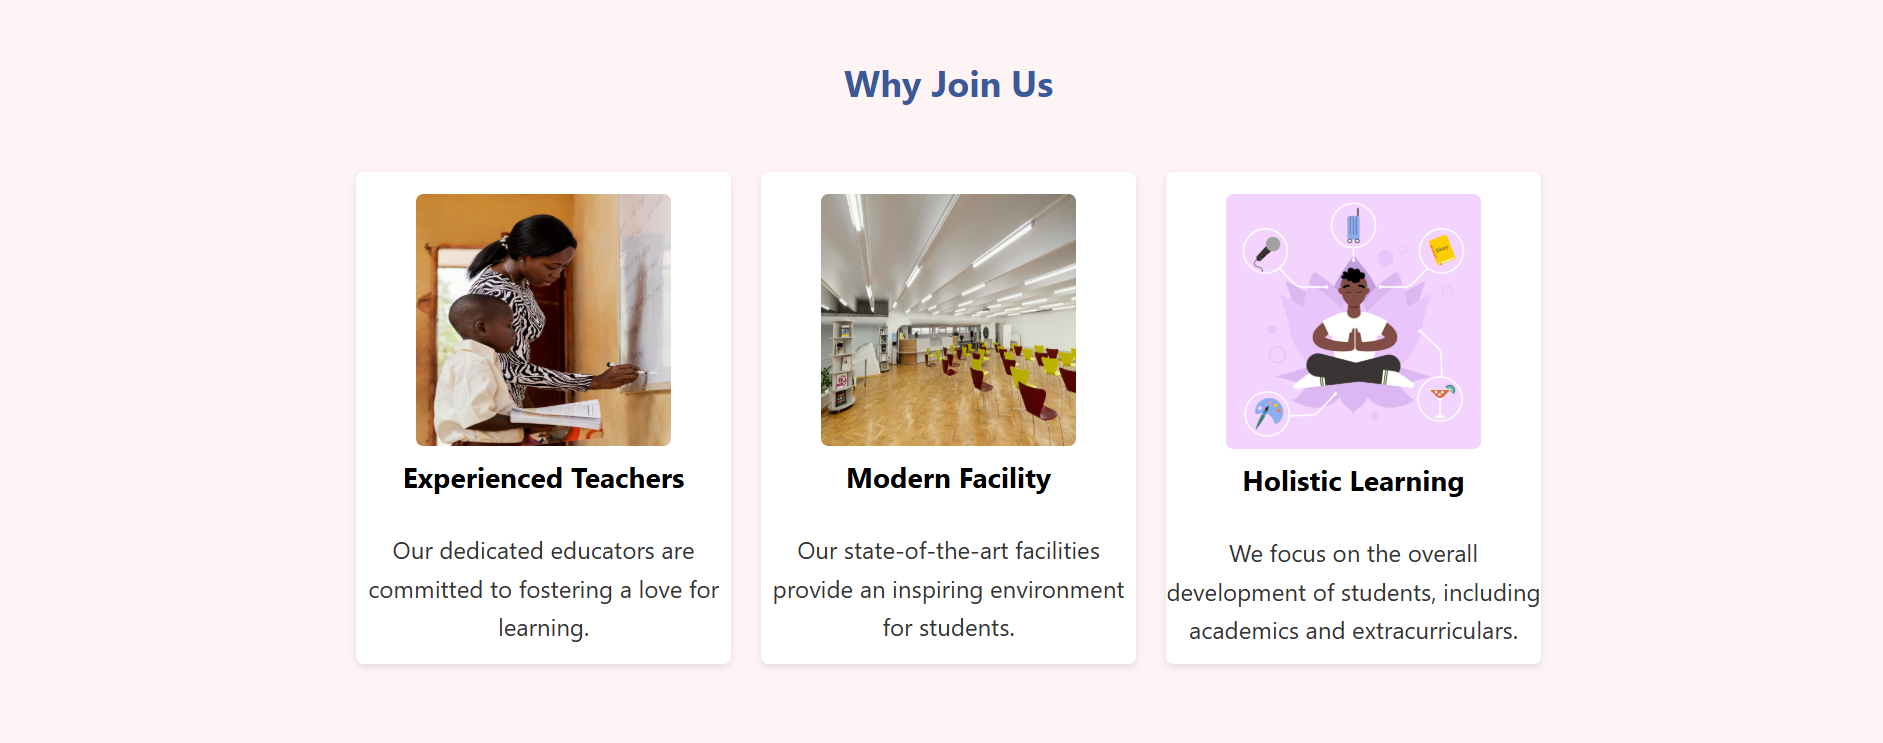 Why Join Us
Experienced Teachers
Our dedicated educators are
committed to fostering a love for
learning.
Modern Facility
Our state-of-the-art facilities
provide an inspiring environment
for students.
Holistic Learning
We focus on the overall
development of students, including
academics and extracurriculars.